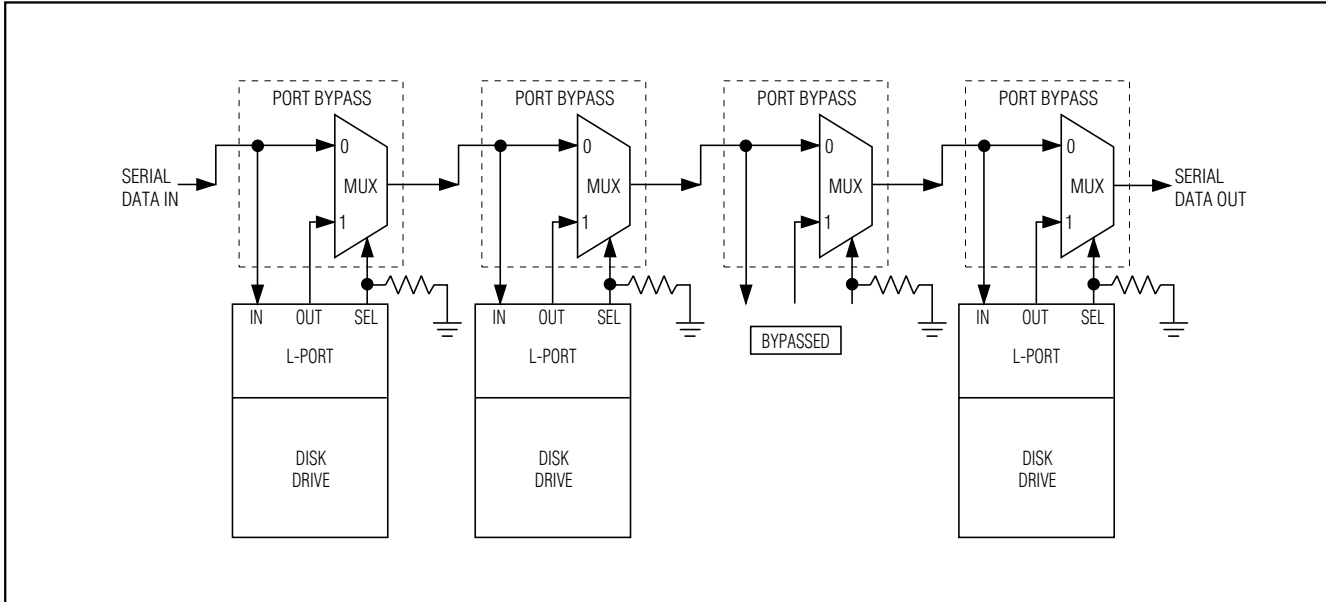 PORT BYPASS
PORT BYPASS
PORT BYPASS
PORT BYPASS
0
0
0
0
SERIAL
DATA IN
MUX
MUX
MUX
MUX
SERIAL
DATA OUT
1
1
1
1
IN OUT SEL
IN OUT SEL
IN OUT SEL
L-PORT
L-PORT
BYPASSED
L-PORT
DISK
DRIVE
DISK
DRIVE
DISK
DRIVE